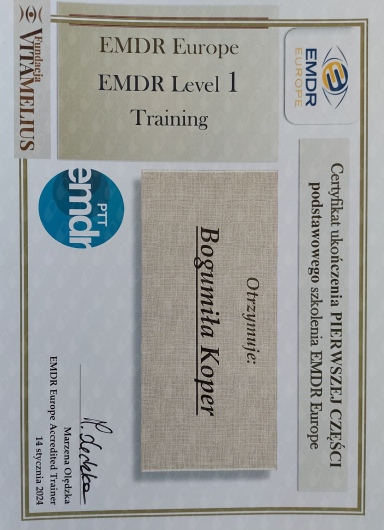 EMDR
EUROPE
Certyfikat ukończenia PIERWSZEJ CZĘŚCI
podstawowego szkolenia EMDR Europe
EMDR Europe
EMDR Level 1
Training
Otrzymuje:
Bogumiła Koper
Fundacja
VITAMELIUS
PTT
emdr
Marzena Olędzka
EMDR Europe Accredited Trainer
14 stycznia 2024